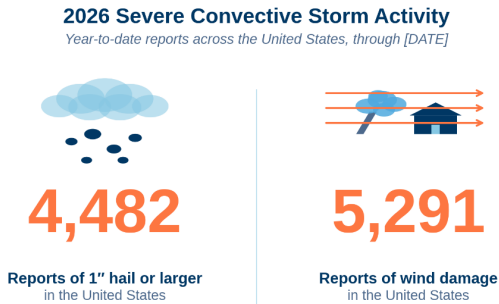 2026 Severe Convective Storm Activity
Year-to-date reports across the United States, through [DATE]
4,482
Reports of 1″ hail or larger
in the United States
5,291
Reports of wind damage
in the United States